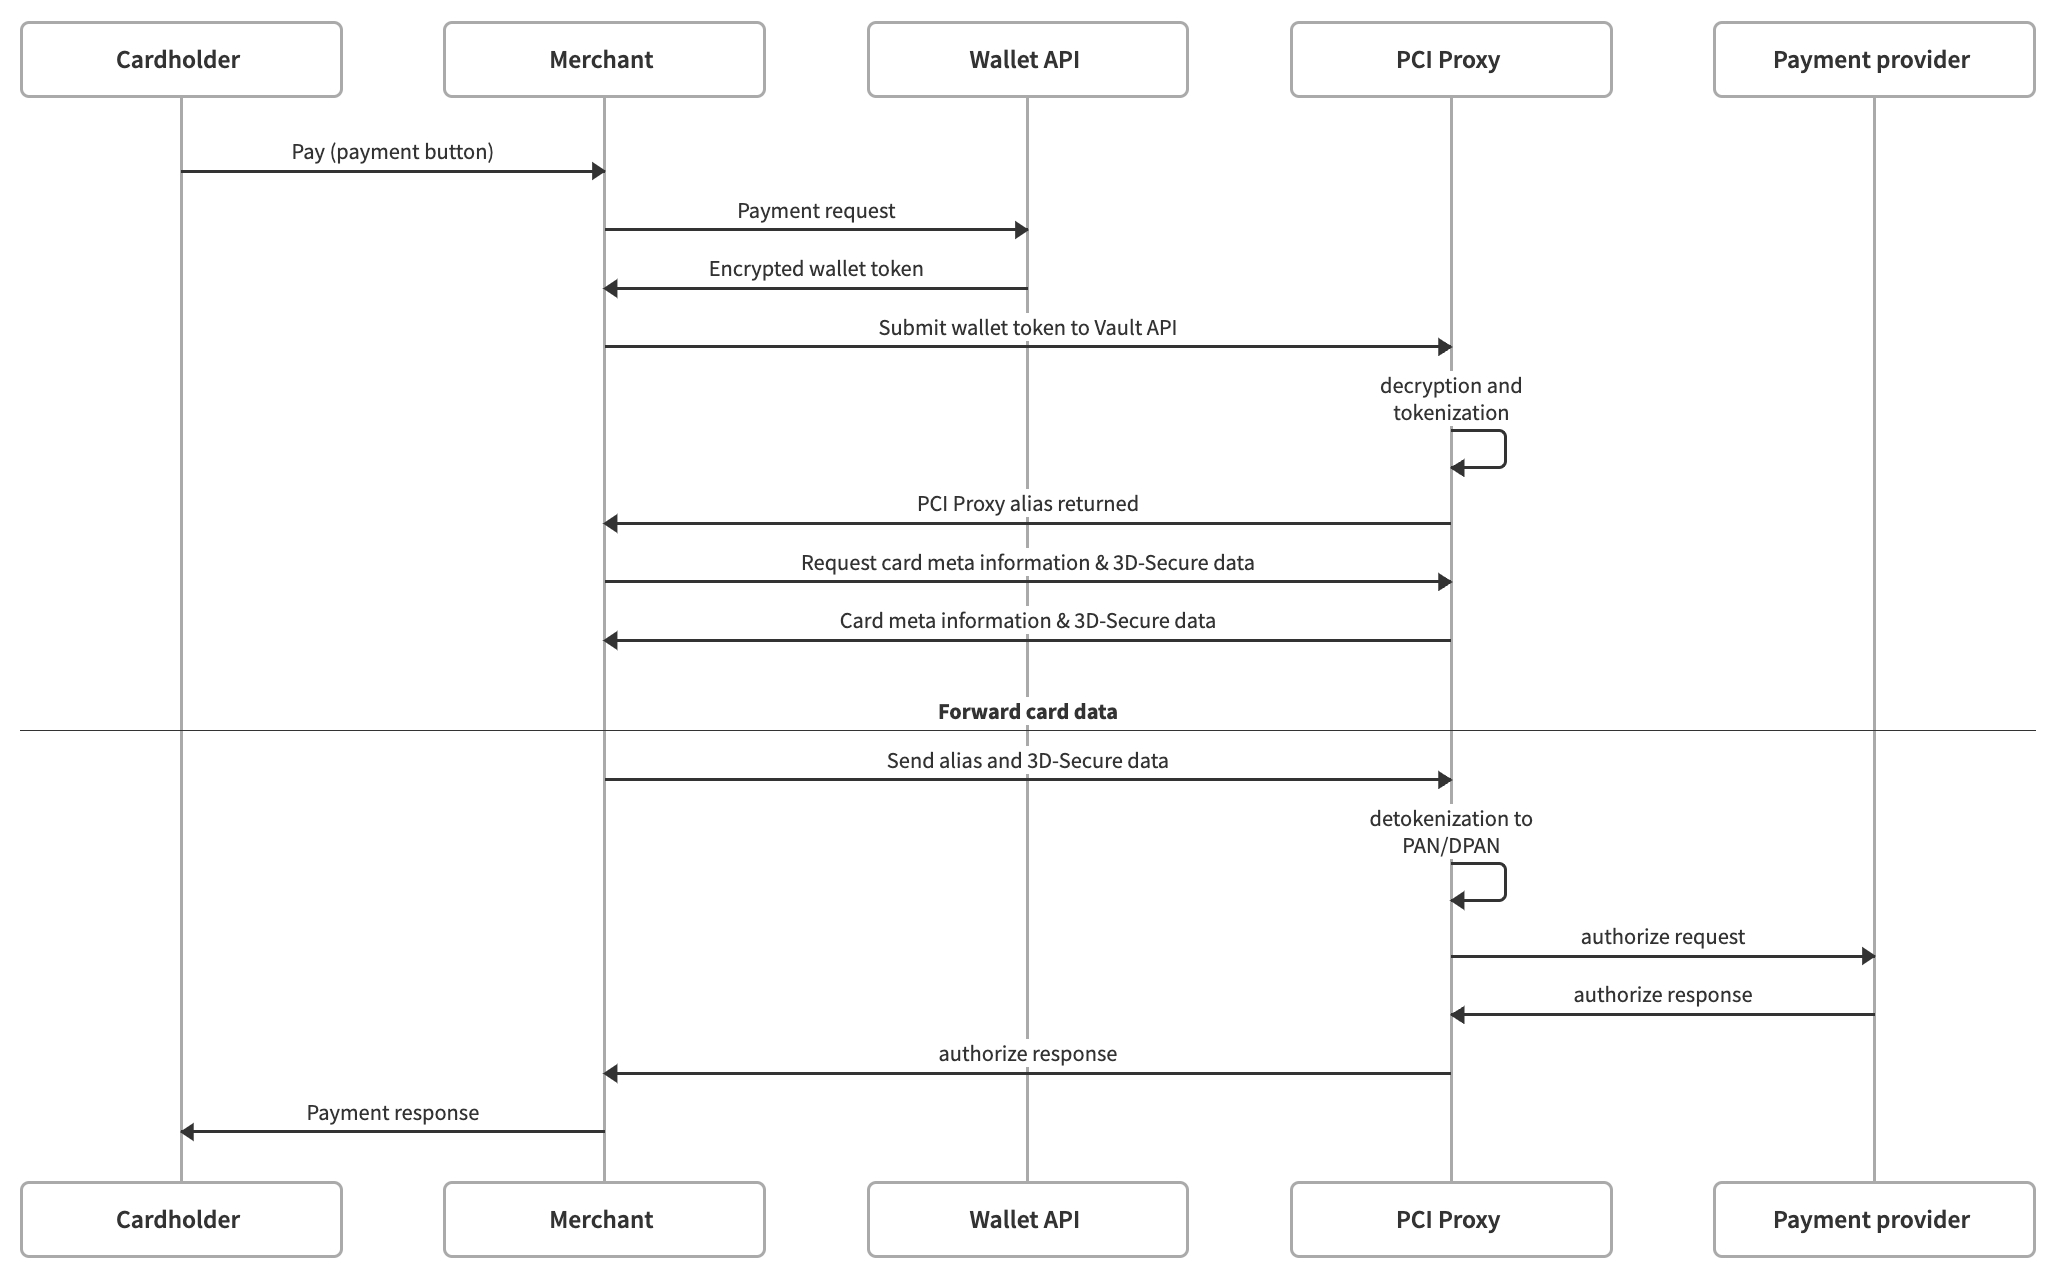 Cardholder
Merchant
Wallet API
PCI Proxy
Payment provider
Pay (payment button)
Payment request
Encrypted wallet token
Submit wallet token to Vault API
decryption and
tokenization
PCI Proxy alias returned
Request card meta information & 3D-Secure data
Card meta information & 3D-Secure data
Forward card data
Send alias and 3D-Secure data
detokenization to
PAN/DPAN
authorize request
authorize response
authorize response
Payment response
Cardholder
Merchant
Wallet API
PCI Proxy
Payment provider